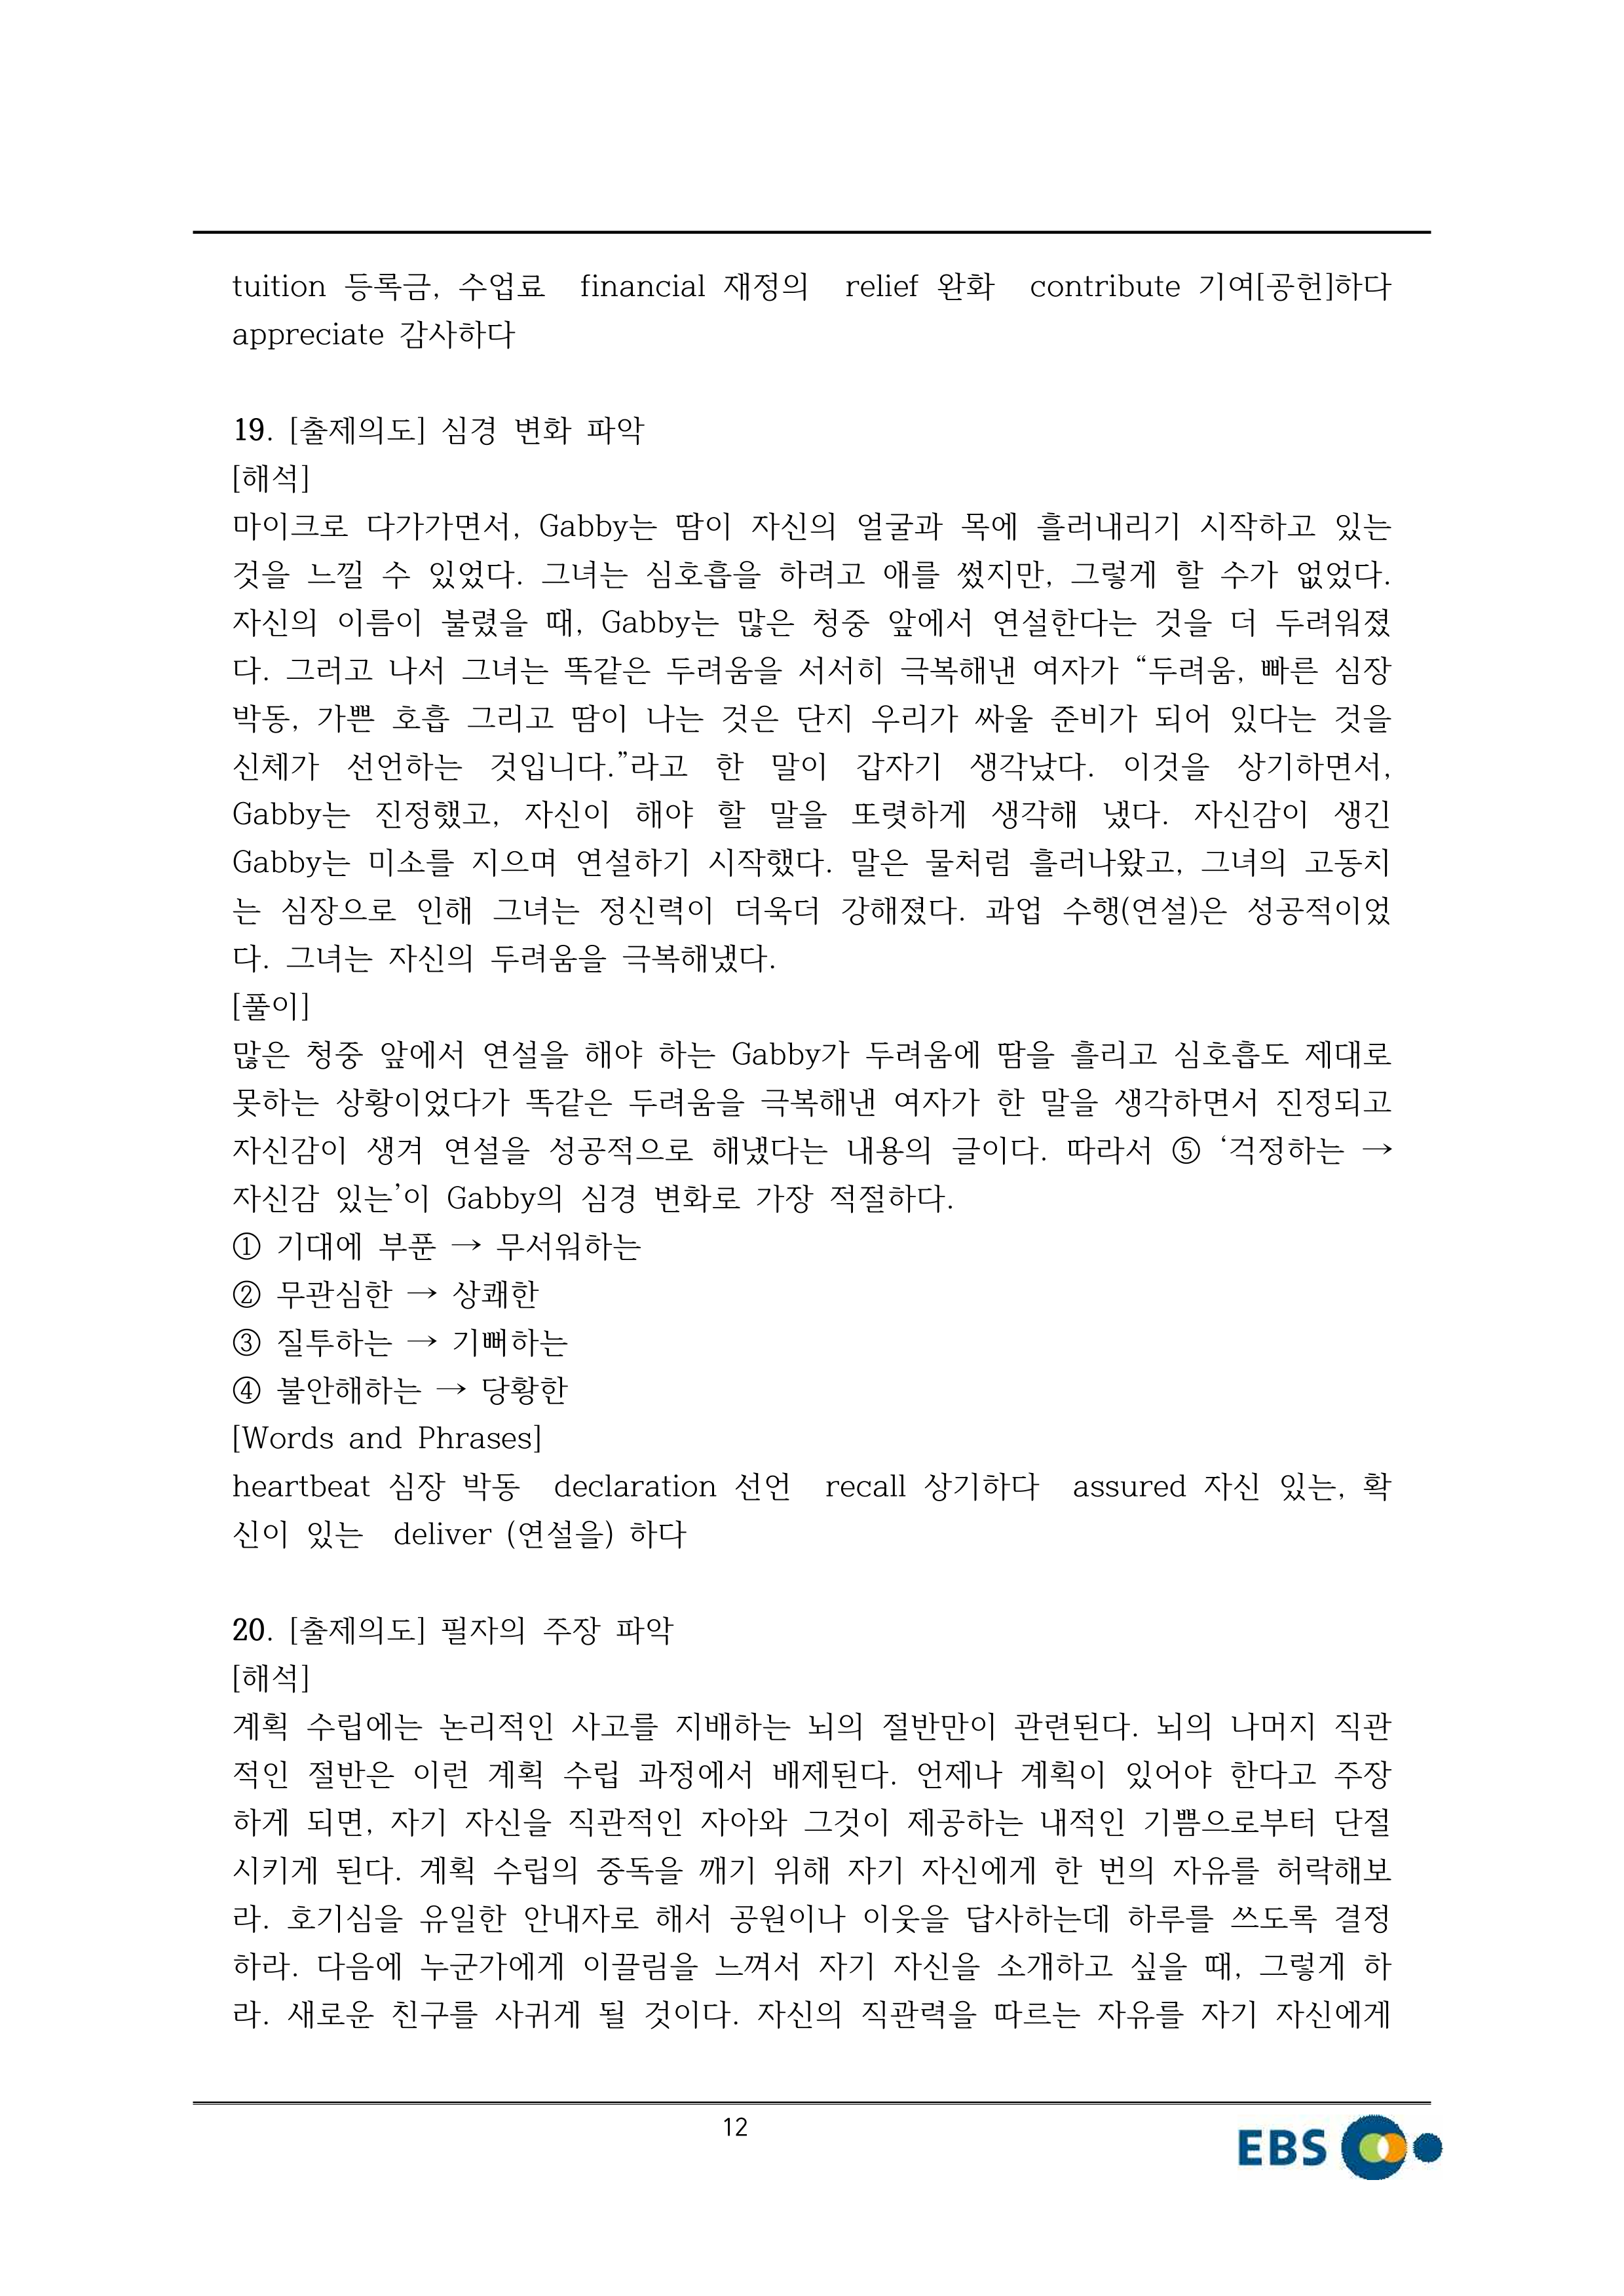 tuition 등록금, 수업료 financial 재정의 relief 완화 contribute 기여[공헌]하다
appreciate 감사하다
19. [출제의도] 심경 변화 파악
[해석]
마이크로 다가가면서, Gabby는 땀이 자신의 얼굴과 목에 흘러내리기 시작하고 있는
것을 느낄 수 있었다. 그녀는 심호흡을 하려고 애를 썼지만, 그렇게 할 수가 없었다.
자신의 이름이 불렸을 때, Gabby는 많은 청중 앞에서 연설한다는 것을 더 두려워졌
다. 그러고 나서 그녀는 똑같은 두려움을 서서히 극복해낸 여자가 “두려움, 빠른 심장
박동, 가쁜 호흡 그리고 땀이 나는 것은 단지 우리가 싸울 준비가 되어 있다는 것을
신체가 선언하는 것입니다.”라고 한 말이 갑자기 생각났다. 이것을 상기하면서,
Gabby는 진정했고, 자신이 해야 할 말을 또렷하게 생각해 냈다. 자신감이 생긴
Gabby는 미소를 지으며 연설하기 시작했다. 말은 물처럼 흘러나왔고, 그녀의 고동치
는 심장으로 인해 그녀는 정신력이 더욱더 강해졌다. 과업 수행(연설)은 성공적이었
다. 그녀는 자신의 두려움을 극복해냈다.
[풀이]
많은 청중 앞에서 연설을 해야 하는 Gabby가 두려움에 땀을 흘리고 심호흡도 제대로
못하는 상황이었다가 똑같은 두려움을 극복해낸 여자가 한 말을 생각하면서 진정되고
자신감이 생겨 연설을 성공적으로 해냈다는 내용의 글이다. 따라서 ⑤ ‘걱정하는 →
자신감 있는’이 Gabby의 심경 변화로 가장 적절하다.
① 기대에 부푼 → 무서워하는
② 무관심한 → 상쾌한
③ 질투하는 → 기뻐하는
④ 불안해하는 → 당황한
[Words and Phrases]
heartbeat 심장 박동 declaration 선언 recall 상기하다 assured 자신 있는, 확
신이 있는 deliver (연설을) 하다
20. [출제의도] 필자의 주장 파악
[해석]
계획 수립에는 논리적인 사고를 지배하는 뇌의 절반만이 관련된다. 뇌의 나머지 직관
적인 절반은 이런 계획 수립 과정에서 배제된다. 언제나 계획이 있어야 한다고 주장
하게 되면, 자기 자신을 직관적인 자아와 그것이 제공하는 내적인 기쁨으로부터 단절
시키게 된다. 계획 수립의 중독을 깨기 위해 자기 자신에게 한 번의 자유를 허락해보
라. 호기심을 유일한 안내자로 해서 공원이나 이웃을 답사하는데 하루를 쓰도록 결정
하라. 다음에 누군가에게 이끌림을 느껴서 자기 자신을 소개하고 싶을 때, 그렇게 하
라. 새로운 친구를 사귀게 될 것이다. 자신의 직관력을 따르는 자유를 자기 자신에게
12
EBS